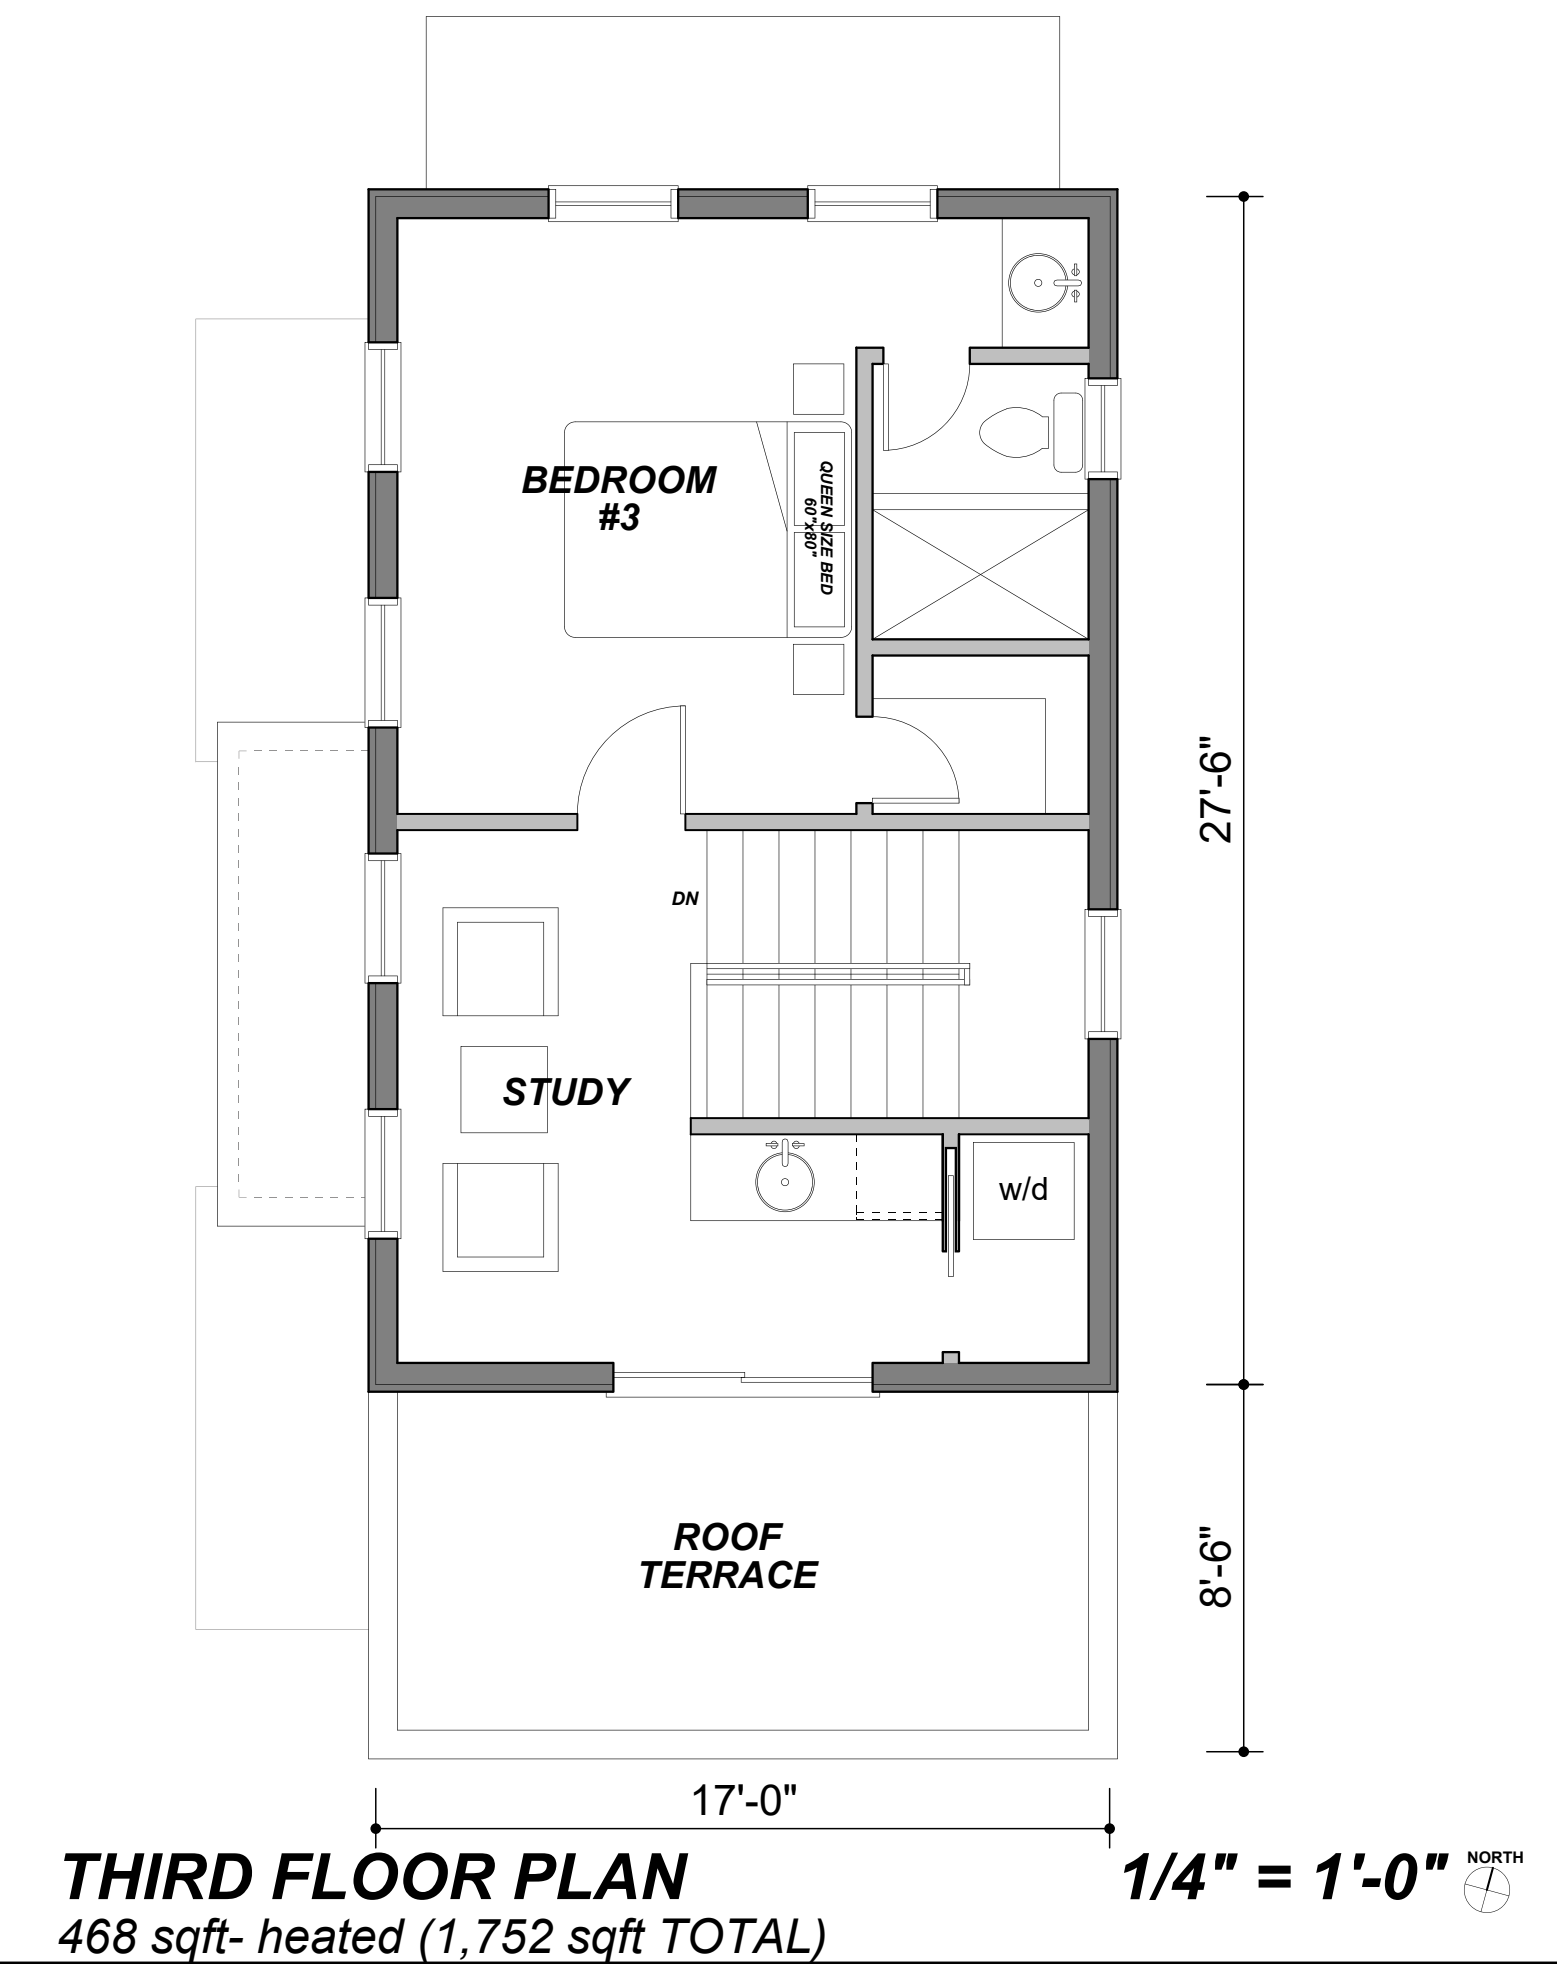 BEDROOM
#3
QUEEN SIZE BED
60"x80"
27'-6"
DN
STUDY
w/d
ROOF
TERRACE
8'-6"
17'-0"
THIRD FLOOR PLAN
1/4" = 1'-0"
NORTH
468 sqft- heated (1,752 sqft TOTAL)